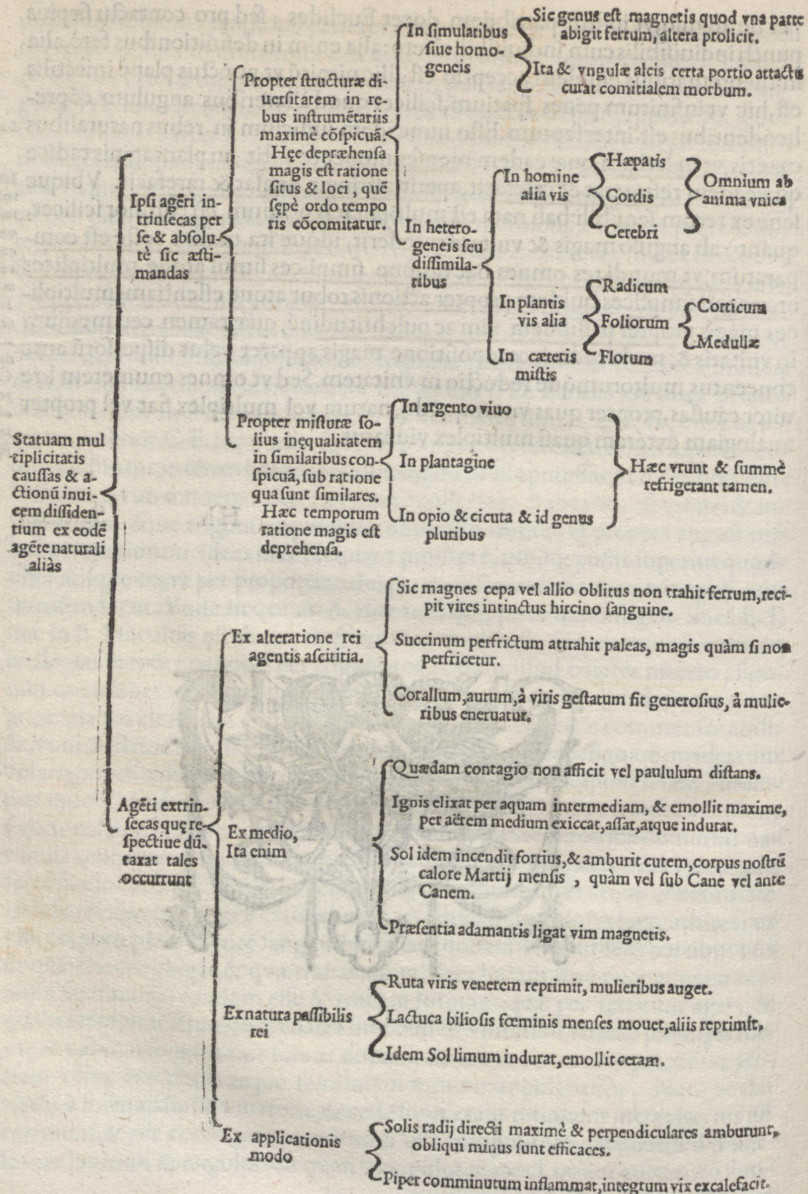 Statuam mul
tiplicitatis
caussas & a-
ctionũ inui-
cem dissiden-
tium ex eodẽ
agẽte naturali
aliàs
Ipsi agẽri in-
trinsecas per
se & absolu-
tè sic æsti-
mandas
Propter structuræ di-
uersitatem in re-
bus instrumẽtariis
maximè cõspicuã.
Hęc depræhensa
magis est ratione
situs & loci, quẽ
sępè ordo tempo
ris cõcomitatur.
In simularibus
siue homo-
geneis
Sic genus est magnetis quod vna parte
abigit ferrum, altera prolicit.
Ita & vngulæ alcis certa portio attactu
curat comitialem morbum.
In hetero-
geneis seu
dissimila-
ribus
In homine
alia vis
Hæpatis
Cordis
Cerebri
Omnium ab
anima vnica
In plantis
vis alia
Radicum
Foliorum
Florum
Corticum
Medullæ
In cæteris
mistis
Propter misturæ so-
lius inęqualitatem
in similaribus con-
spicuã, sub ratione
qua sunt similares.
Hæc temporum
ratione magis est
deprehensa.
In argento viuo
In plantagine
In opio & cicuta & id genus
pluribus
Hæc vrunt & summè
refrigerant tamen.
Agẽti extrin-
secas quę re-
spectiue dũ-
taxat tales
occurrunt
Ex alteratione rei
agentis ascititia.
Sic magnes cepa vel allio oblitus non trahit ferrum, reci-
pit vires intinctus hircino sanguine.
Succinum perfrictum attrahit paleas, magis quàm si non
perfricetur.
Corallum, aurum, à viris gestatum fit generosius, à mulie-
ribus eneruatur.
Ex medio,
Ita enim
Quædam contagio non afficit vel paululum distans.
Ignis elixat per aquam intermediam, & emollit maxime,
per aërem medium exiccat, assat, atque indurat.
Sol idem incendit fortius, & amburit cutem, corpus nostrũ
calore Martij mensis , quàm vel sub Cane vel ante
Canem.
Præsentia adamantis ligat vim magnetis.
Ex natura passibilis
rei
Ruta viris venerem reprimit, mulieribus auget.
Lactuca biliosis fœminis menses mouet, aliis reprimit.
Idem Sol limum indurat, emollit ceram.
Ex applicationis
modo
Solis radij directi maximè & perpendiculares amburunt,
obliqui minus sunt efficaces.
Piper comminutum inflammat, integrum vix excalefacit.